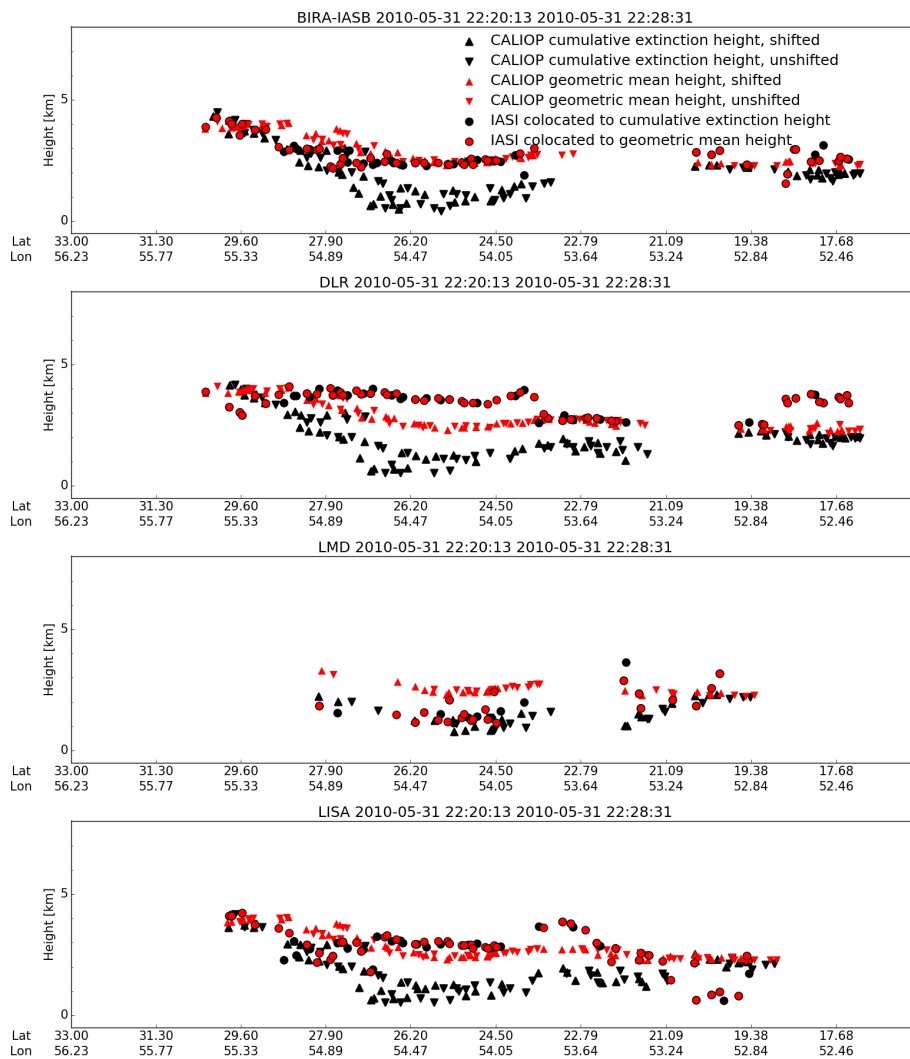 BIRA-IASB 2010-05-31 22:20:13 2010-05-31 22:28:31
CALIOP cumulative extinction height, shifted
CALIOP cumulative extinction height, unshifted
CALIOP geometric mean height, shifted
CALIOP geometric mean height, unshifted
IASI colocated to cumulative extinction height
IASI colocated to geometric mean height
Height [km]
5
0
Lat 33.00 31.30 29.60 27.90 26.20 24.50 22.79 21.09 19.38 17.68
Lon 56.23 55.77 55.33 54.89 54.47 54.05 53.64 53.24 52.84 52.46
DLR 2010-05-31 22:20:13 2010-05-31 22:28:31
Height [km]
5
0
Lat 33.00 31.30 29.60 27.90 26.20 24.50 22.79 21.09 19.38 17.68
Lon 56.23 55.77 55.33 54.89 54.47 54.05 53.64 53.24 52.84 52.46
LMD 2010-05-31 22:20:13 2010-05-31 22:28:31
Height [km]
5
0
Lat 33.00 31.30 29.60 27.90 26.20 24.50 22.79 21.09 19.38 17.68
Lon 56.23 55.77 55.33 54.89 54.47 54.05 53.64 53.24 52.84 52.46
LISA 2010-05-31 22:20:13 2010-05-31 22:28:31
Height [km]
5
0
Lat 33.00 31.30 29.60 27.90 26.20 24.50 22.79 21.09 19.38 17.68
Lon 56.23 55.77 55.33 54.89 54.47 54.05 53.64 53.24 52.84 52.46